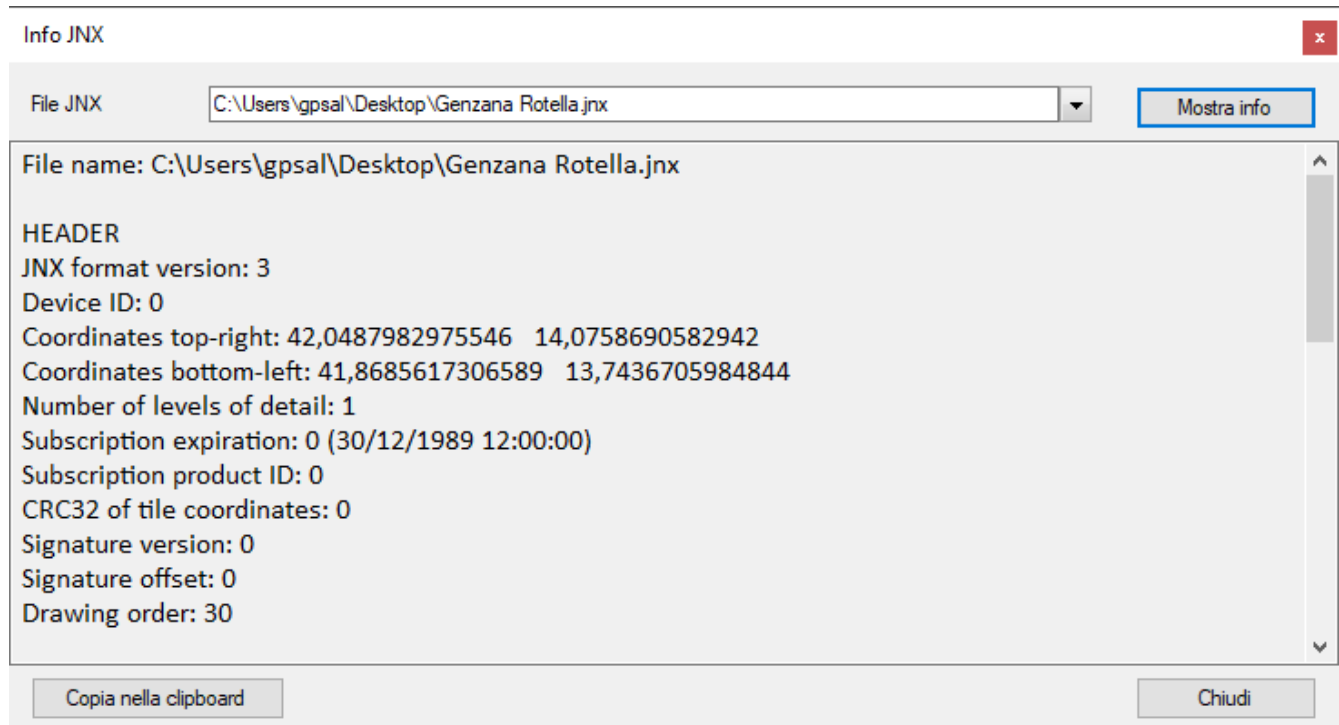 Info JNX
x
File JNX C:\Users\gpsal\Desktop\Genzana Rotella.jnx Mostra info
File name: C:\Users\gpsal\Desktop\Genzana Rotella.jnx
HEADER
JNX format version: 3
Device ID: 0
Coordinates top-right: 42,0487982975546   14,0758690582942
Coordinates bottom-left: 41,8685617306589   13,7436705984844
Number of levels of detail: 1
Subscription expiration: 0 (30/12/1989 12:00:00)
Subscription product ID: 0
CRC32 of tile coordinates: 0
Signature version: 0
Signature offset: 0
Drawing order: 30
Copia nella clipboard Chiudi